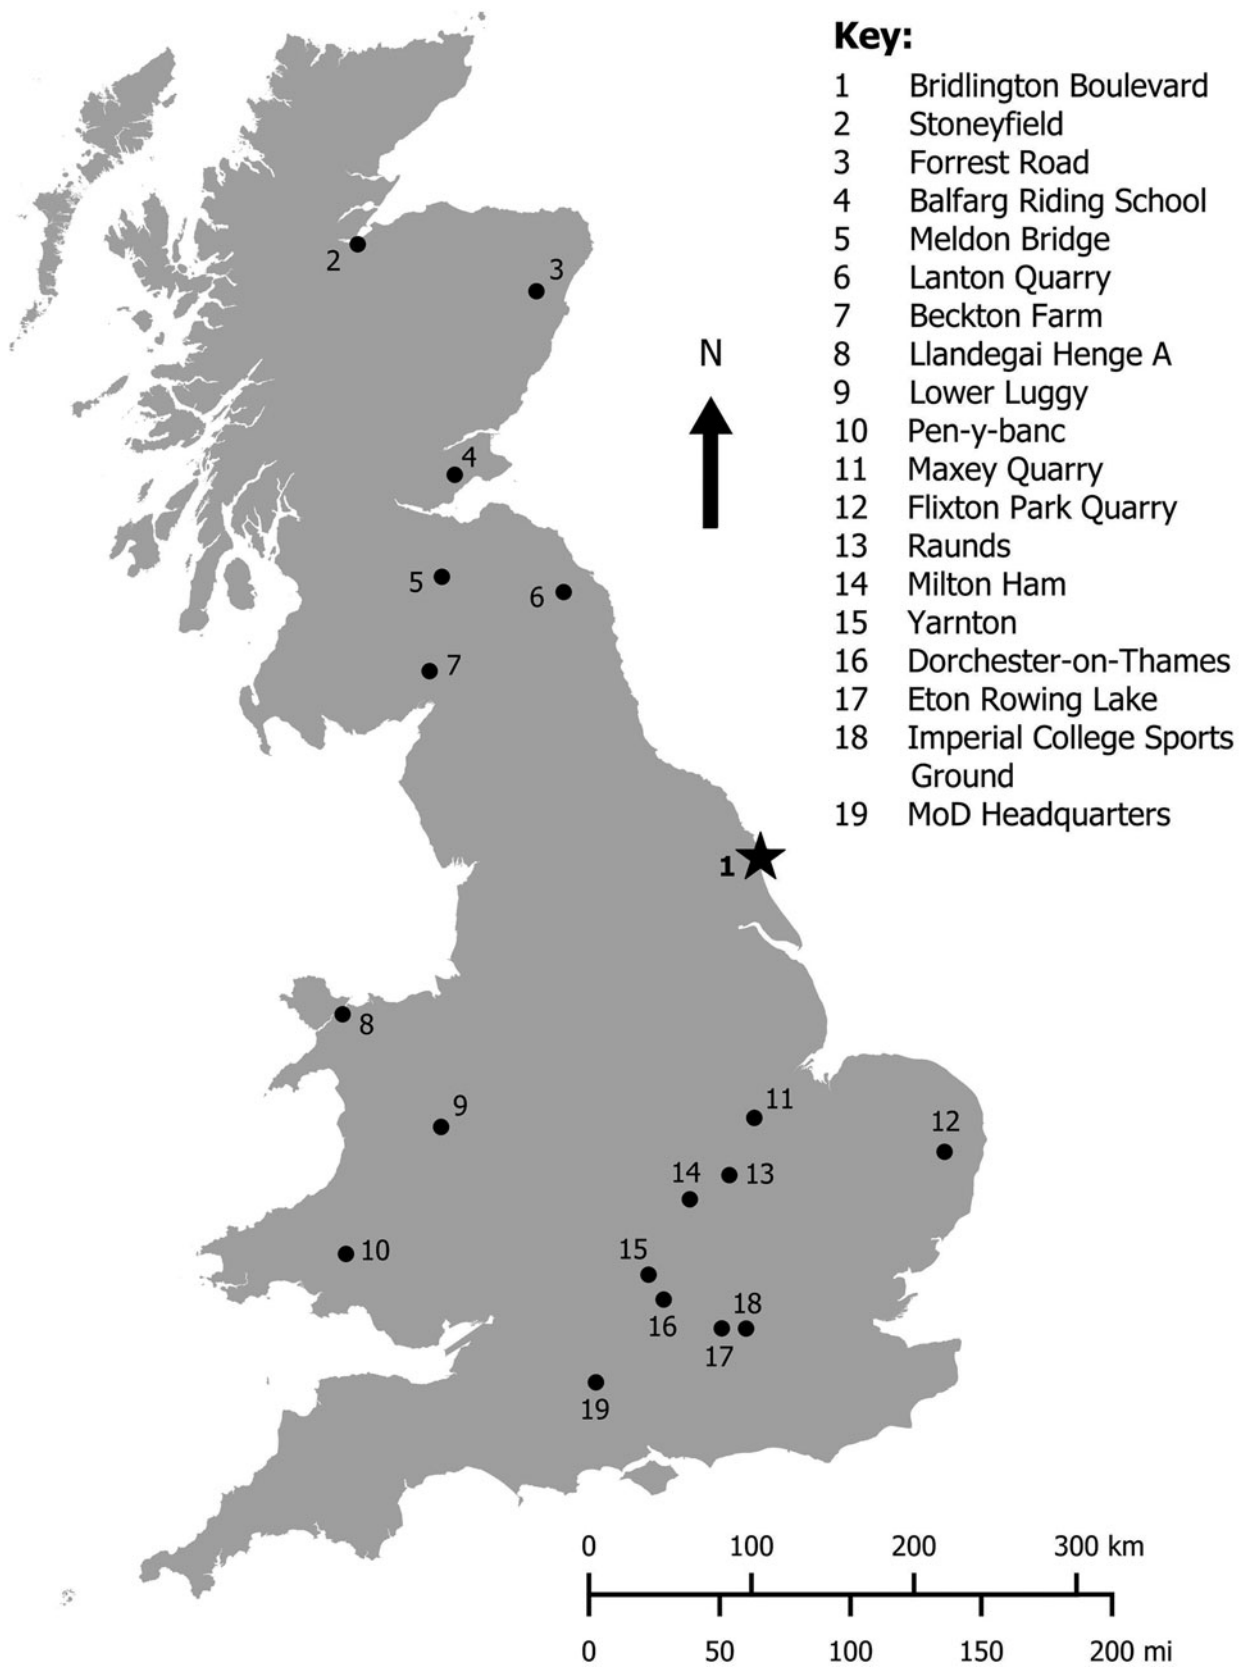 Key:
1 Bridlington Boulevard
2 Stoneyfield
3 Forrest Road
4 Balfarg Riding School
5 Meldon Bridge
6 Lanton Quarry
7 Beckton Farm
8 Llandegai Henge A
9 Lower Luggy
10 Pen-y-banc
11 Maxey Quarry
12 Flixton Park Quarry
13 Raunds
14 Milton Ham
15 Yarnton
16 Dorchester-on-Thames
17 Eton Rowing Lake
18 Imperial College Sports
Ground
19 MoD Headquarters
N
2
3
4
5
6
7
1
8
9
10
11
12
13
14
15
16
17
18
19
0 100 200 300 km
0 50 100 150 200 mi